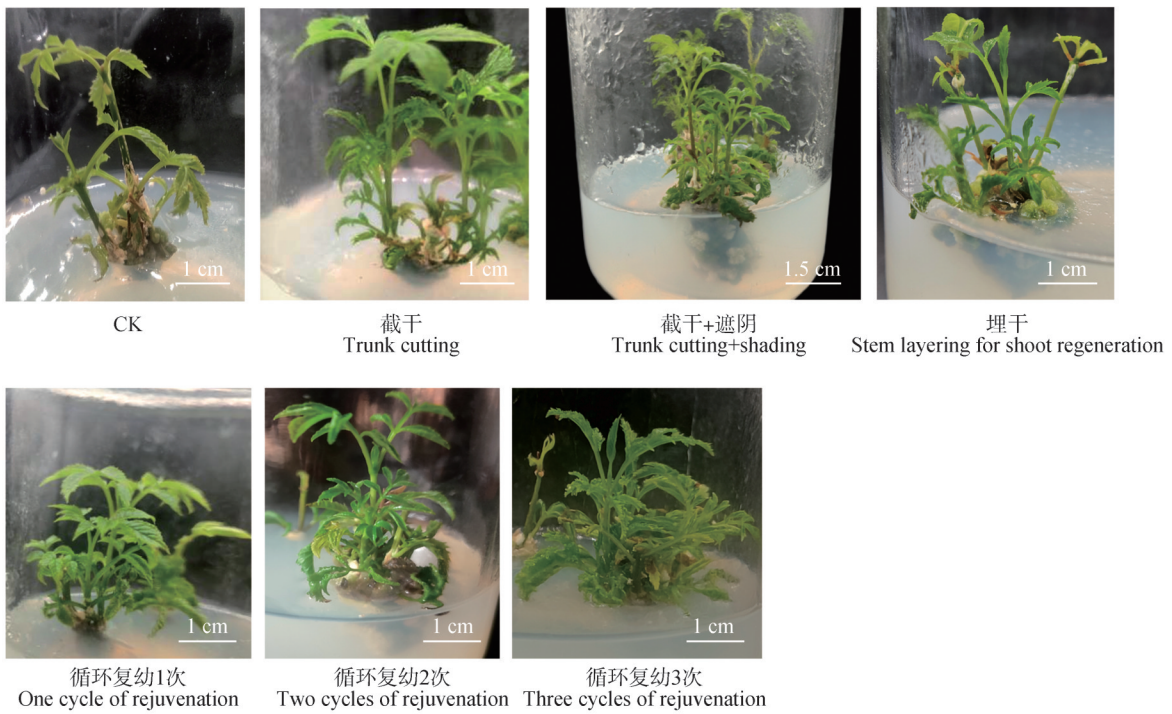 1 cm
1 cm
1.5 cm
1 cm
CK
截干
Trunk cutting
截干+遮阴
Trunk cutting+shading
埋干
Stem layering for shoot regeneration
1 cm
1 cm
1 cm
循环复幼1次
One cycle of rejuvenation
循环复幼2次
Two cycles of rejuvenation
循环复幼3次
Three cycles of rejuvenation